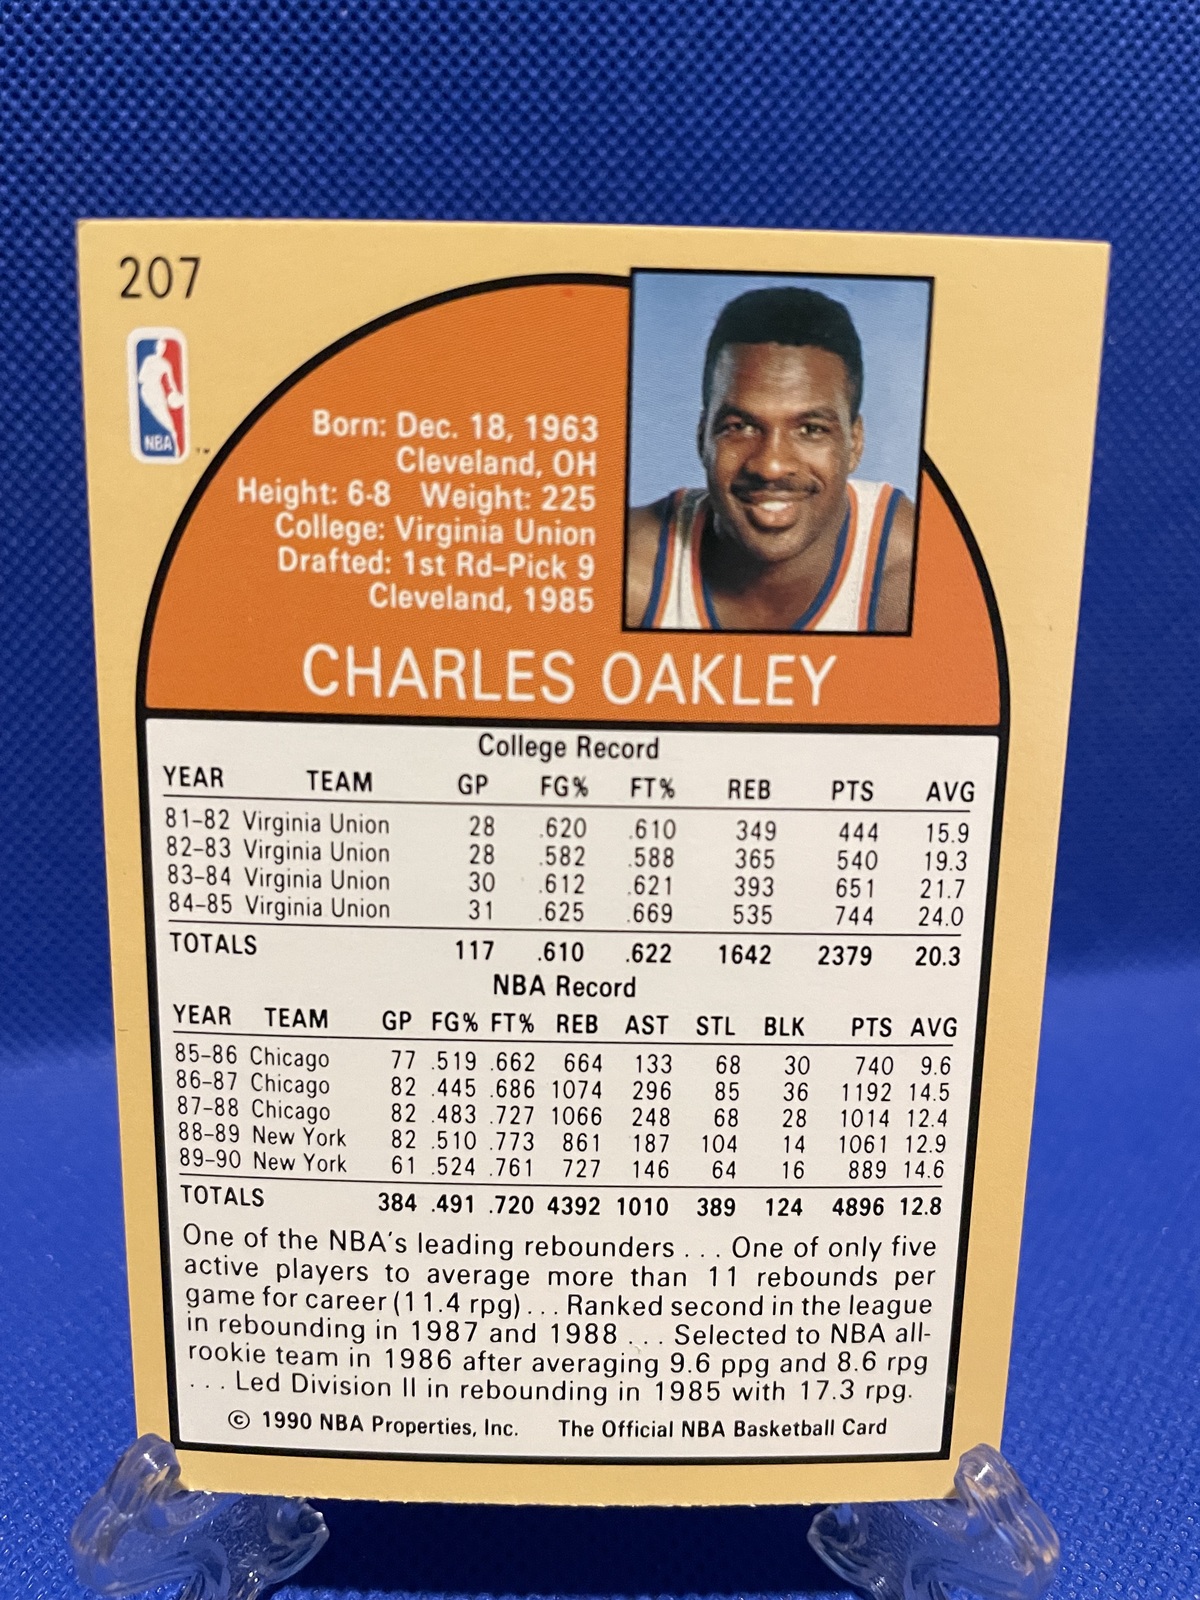 207
NBA
TM
Born: Dec. 18, 1963
Cleveland, OH
Height: 6-8 Weight: 225
College: Virginia Union
Drafted: 1st Rd-Pick 9
Cleveland, 1985
CHARLES OAKLEY
College Record
YEAR TEAM GP FG% FT% REB PTS AVG
81-82 Virginia Union 28 .620 .610 349 444 15.9
82-83 Virginia Union 28 .582 .588 365 540 19.3
83-84 Virginia Union 30 .612 .621 393 651 21.7
84-85 Virginia Union 31 .625 .669 535 744 24.0
TOTALS 117 .610 .622 1642 2379 20.3
NBA Record
YEAR TEAM GP FG% FT% REB AST STL BLK PTS AVG
85-86 Chicago 77 .519 .662 664 133 68 30 740 9.6
86-87 Chicago 82 .445 .686 1074 296 85 36 1192 14.5
87-88 Chicago 82 .483 .727 1066 248 68 28 1014 12.4
88-89 New York 82 .510 .773 861 187 104 14 1061 12.9
89-90 New York 61 .524 .761 727 146 64 16 889 14.6
TOTALS 384 .491 .720 4392 1010 389 124 4896 12.8
One of the NBA's leading rebounders . . . One of only five
active players to average more than 11 rebounds per
game for career (11.4 rpg) . . . Ranked second in the league
in rebounding in 1987 and 1988 . . . Selected to NBA all-
rookie team in 1986 after averaging 9.6 ppg and 8.6 rpg
. . . Led Division II in rebounding in 1985 with 17.3 rpg.
© 1990 NBA Properties, Inc. The Official NBA Basketball Card